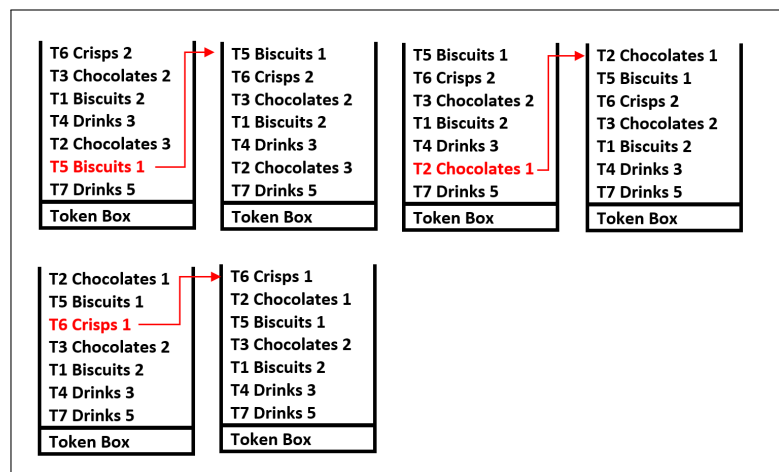 T6 Crisps 2
T3 Chocolates 2
T1 Biscuits 2
T4 Drinks 3
T2 Chocolates 3
T5 Biscuits 1
T7 Drinks 5
Token Box
T5 Biscuits 1
T6 Crisps 2
T3 Chocolates 2
T1 Biscuits 2
T4 Drinks 3
T2 Chocolates 3
T7 Drinks 5
Token Box
T5 Biscuits 1
T6 Crisps 2
T3 Chocolates 2
T1 Biscuits 2
T4 Drinks 3
T2 Chocolates 1
T7 Drinks 5
Token Box
T2 Chocolates 1
T5 Biscuits 1
T6 Crisps 2
T3 Chocolates 2
T1 Biscuits 2
T4 Drinks 3
T7 Drinks 5
Token Box
T2 Chocolates 1
T5 Biscuits 1
T6 Crisps 1
T3 Chocolates 2
T1 Biscuits 2
T4 Drinks 3
T7 Drinks 5
Token Box
T6 Crisps 1
T2 Chocolates 1
T5 Biscuits 1
T3 Chocolates 2
T1 Biscuits 2
T4 Drinks 3
T7 Drinks 5
Token Box